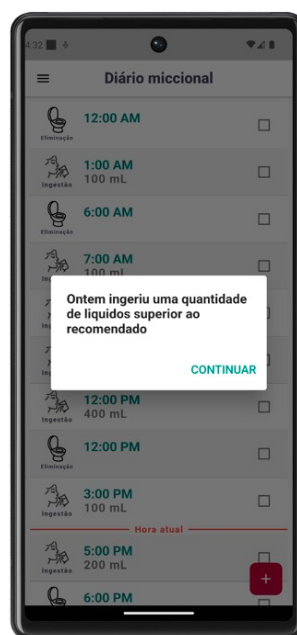 4:32
Diário miccional
12:00 AM
Eliminação
1:00 AM
100 mL
Ingestão
6:00 AM
Eliminação
7:00 AM
100 mL
Ontem ingeriu uma quantidade
de liquidos superior ao
recomendado
CONTINUAR
12:00 PM
400 mL
Ingestão
12:00 PM
Eliminação
3:00 PM
100 mL
Ingestão
Hora atual
5:00 PM
200 mL
Ingestão
+
6:00 PM